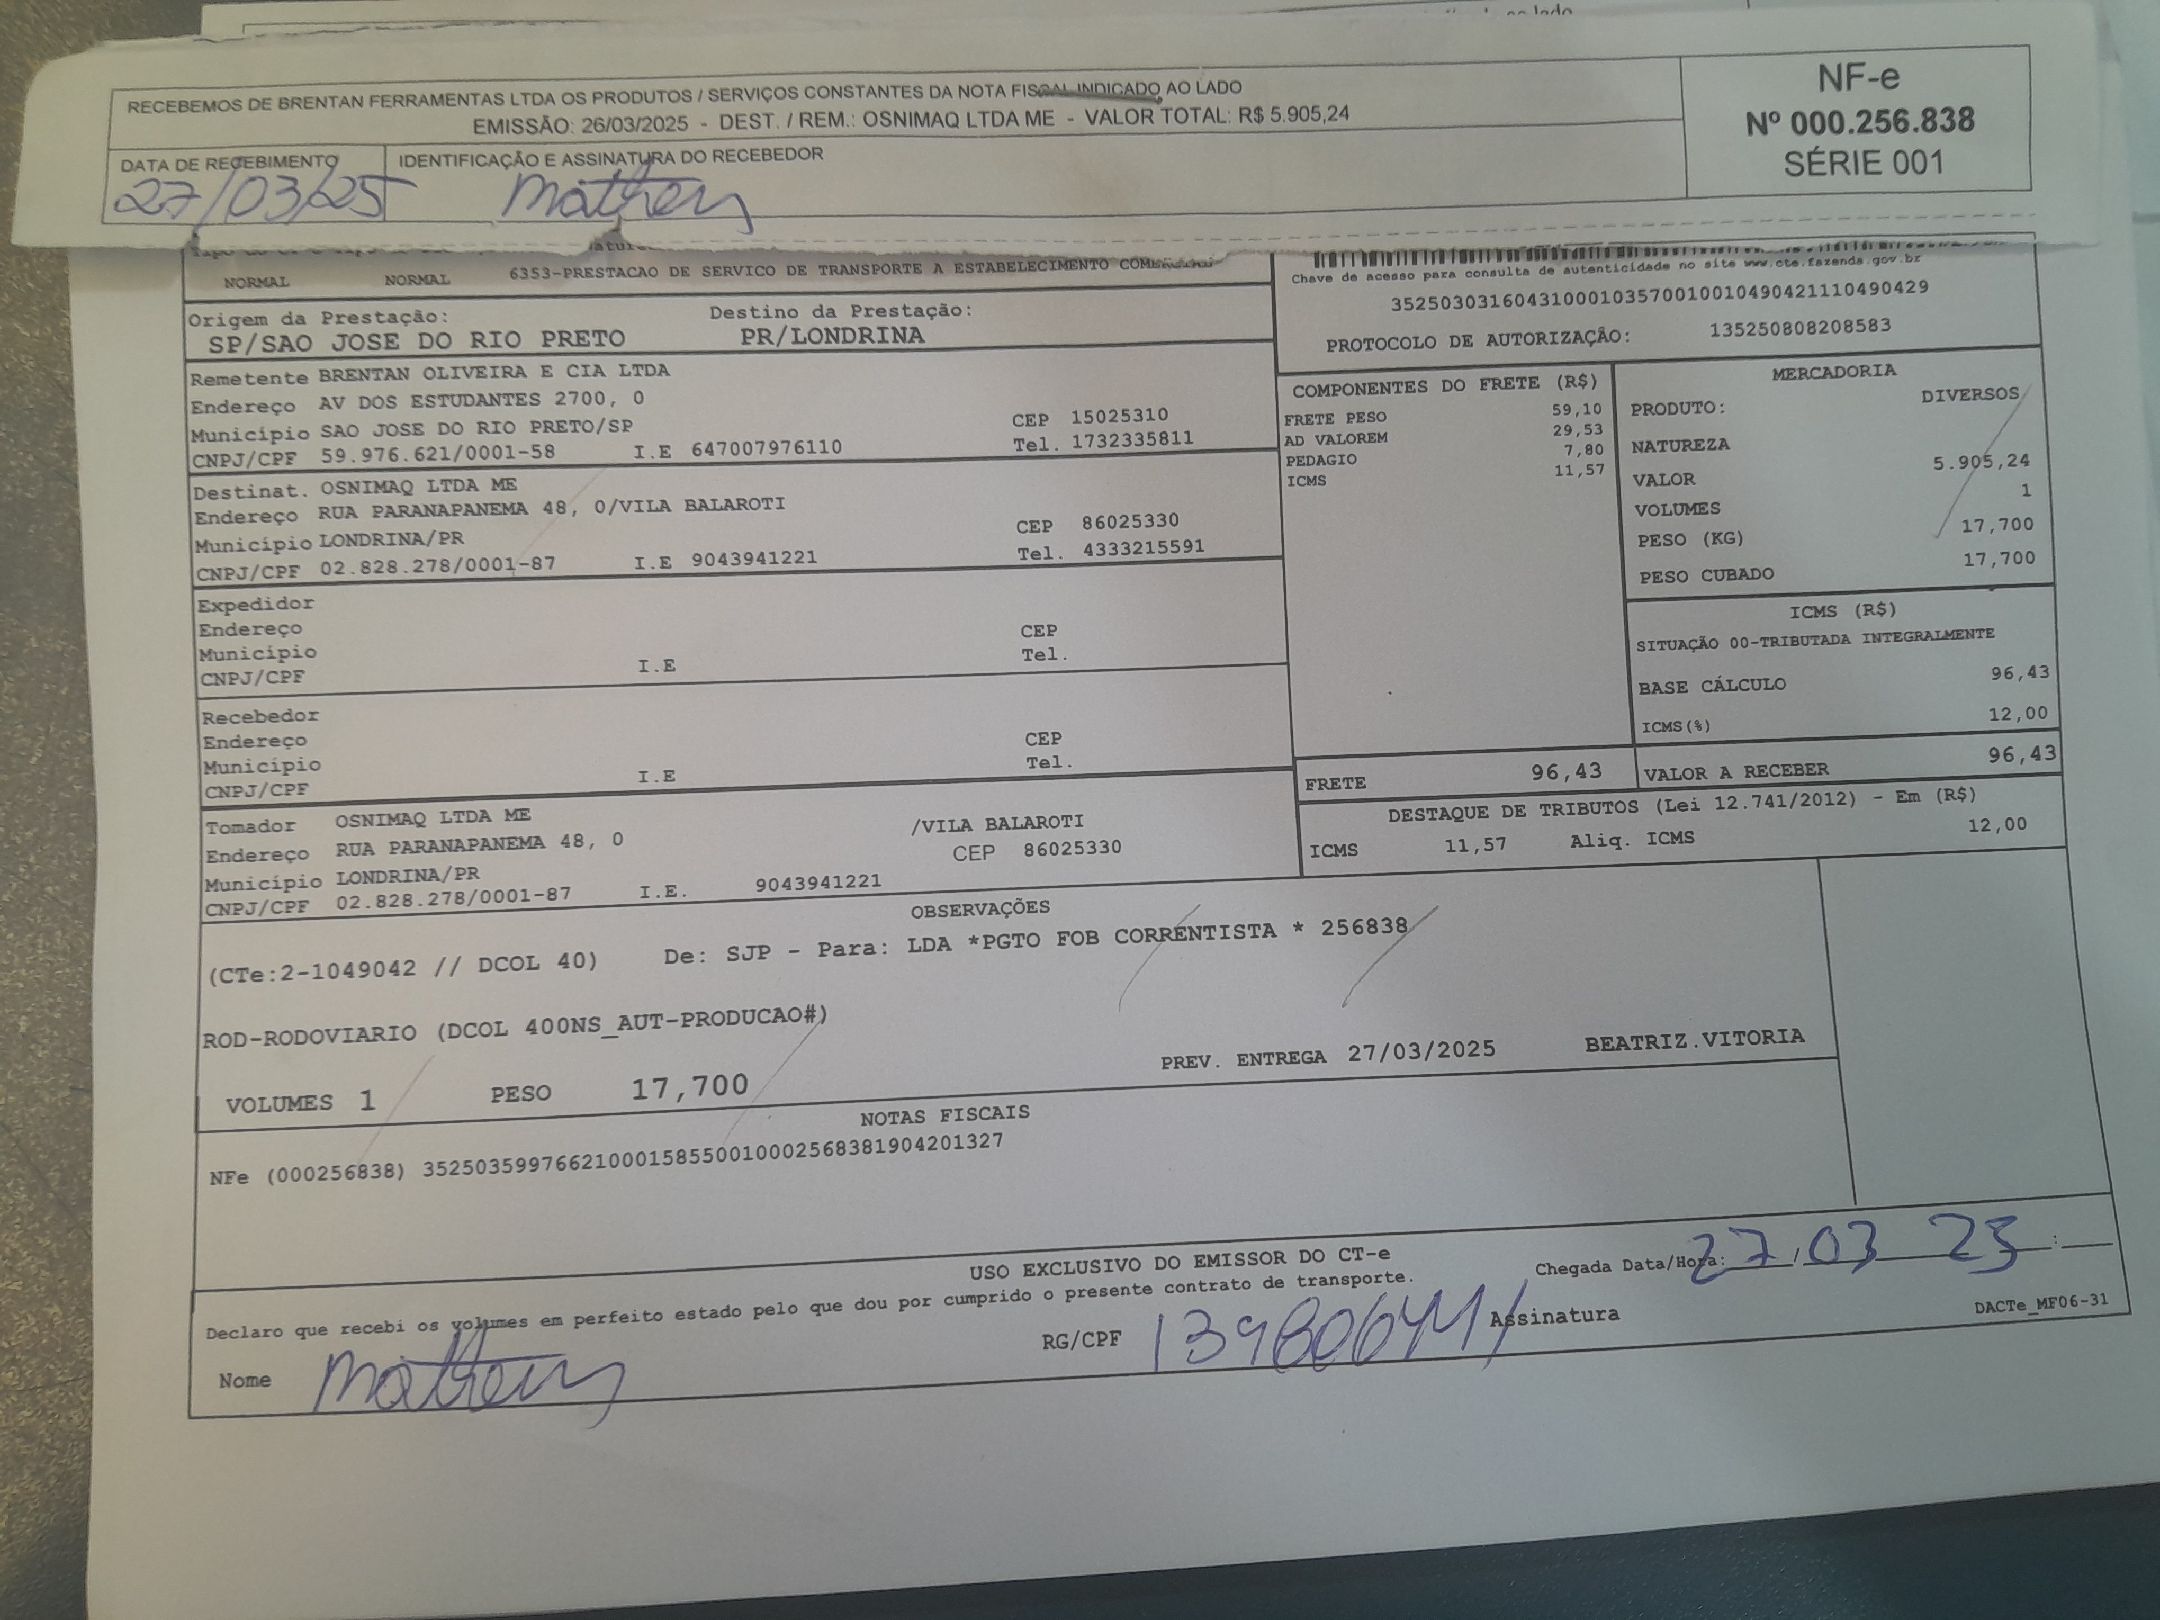 RECEBEMOS DE BRENTAN FERRAMENTAS LTDA OS PRODUTOS / SERVIÇOS CONSTANTES DA NOTA FISCAL INDICADO AO LADO
EMISSÃO: 26/03/2025 - DEST. / REM.: OSNIMAQ LTDA ME - VALOR TOTAL: R$ 5.905,24
NF-e
Nº 000.256.838
SÉRIE 001
DATA DE RECEBIMENTO
IDENTIFICAÇÃO E ASSINATURA DO RECEBEDOR
27/03/25
Matheus
NORMAL NORMAL 6353-PRESTACAO DE SERVICO DE TRANSPORTE A ESTABELECIMENTO COMERCIAL
Chave de acesso para consulta de autenticidade no site www.cte.fazenda.gov.br
35250303160431000103570010010490421110490429
PROTOCOLO DE AUTORIZAÇÃO: 135250808208583
Origem da Prestação: Destino da Prestação:
SP/SAO JOSE DO RIO PRETO PR/LONDRINA
Remetente BRENTAN OLIVEIRA E CIA LTDA
Endereço AV DOS ESTUDANTES 2700, 0
Município SAO JOSE DO RIO PRETO/SP CEP 15025310
CNPJ/CPF 59.976.621/0001-58 I.E 647007976110 Tel. 1732335811
Destinat. OSNIMAQ LTDA ME
Endereço RUA PARANAPANEMA 48, 0/VILA BALAROTI
Município LONDRINA/PR CEP 86025330
CNPJ/CPF 02.828.278/0001-87 I.E 9043941221 Tel. 4333215591
Expedidor
Endereço
Município CEP
CNPJ/CPF I.E Tel.
Recebedor
Endereço
Município CEP
CNPJ/CPF I.E Tel.
Tomador OSNIMAQ LTDA ME
Endereço RUA PARANAPANEMA 48, 0 /VILA BALAROTI
Município LONDRINA/PR CEP 86025330
CNPJ/CPF 02.828.278/0001-87 I.E. 9043941221
COMPONENTES DO FRETE (R$)
FRETE PESO 59,10
AD VALOREM 29,53
PEDAGIO 7,80
ICMS 11,57
MERCADORIA
PRODUTO: DIVERSOS
NATUREZA
VALOR 5.905,24
VOLUMES 1
PESO (KG) 17,700
PESO CUBADO 17,700
ICMS (R$)
SITUAÇÃO 00-TRIBUTADA INTEGRALMENTE
BASE CÁLCULO 96,43
ICMS(%) 12,00
FRETE 96,43 VALOR A RECEBER 96,43
DESTAQUE DE TRIBUTOS (Lei 12.741/2012) - Em (R$)
ICMS 11,57 Aliq. ICMS 12,00
OBSERVAÇÕES
(CTe:2-1049042 // DCOL 40) De: SJP - Para: LDA *PGTO FOB CORRENTISTA * 256838
ROD-RODOVIARIO (DCOL 400NS_AUT-PRODUCAO#)
PREV. ENTREGA 27/03/2025 BEATRIZ.VITORIA
VOLUMES 1 PESO 17,700
NOTAS FISCAIS
NFe (000256838) 35250359976621000158550010002568381904201327
USO EXCLUSIVO DO EMISSOR DO CT-e
Declaro que recebi os volumes em perfeito estado pelo que dou por cumprido o presente contrato de transporte.
Chegada Data/Hora: 27/03 25 :
Nome Matheus RG/CPF Assinatura
DACTe_MF06-31